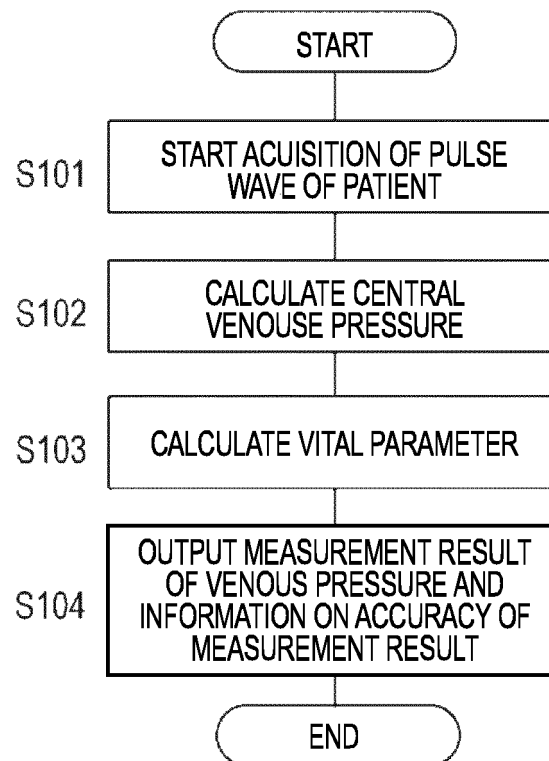 START
S101
START ACUISITION OF PULSE
WAVE OF PATIENT
S102
CALCULATE CENTRAL
VENOUSE PRESSURE
S103
CALCULATE VITAL PARAMETER
S104
OUTPUT MEASUREMENT RESULT
OF VENOUS PRESSURE AND
INFORMATION ON ACCURACY OF
MEASUREMENT RESULT
END